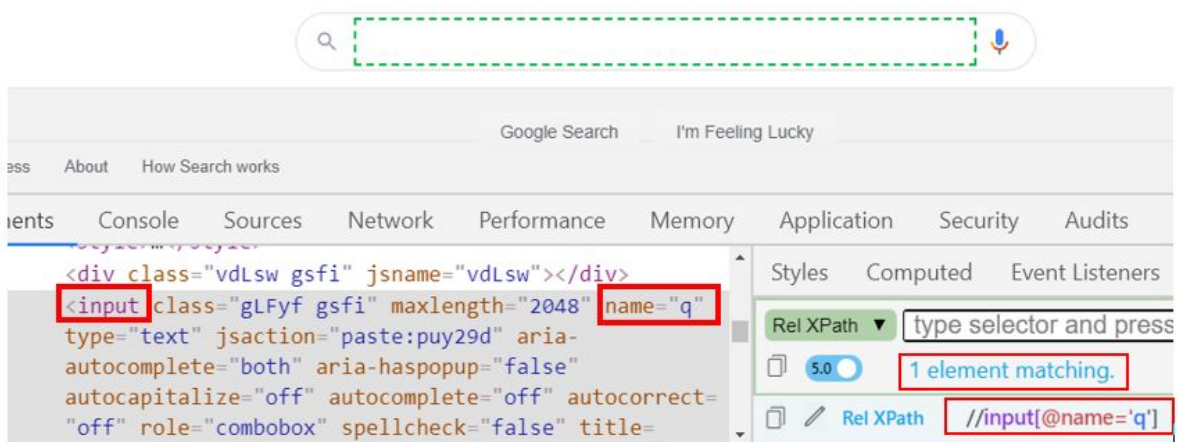 Google Search I'm Feeling Lucky
ess About How Search works
nents Console Sources Network Performance Memory Application Security Audits
<div class="vdLsw gsfi" jsname="vdLsw"></div>
<input class="gLFyf gsfi" maxlength="2048" name="q"
type="text" jsaction="paste:puy29d" aria-
autocomplete="both" aria-haspopup="false"
autocapitalize="off" autocomplete="off" autocorrect=
"off" role="combobox" spellcheck="false" title=
Styles Computed Event Listeners
Rel XPath ▼ type selector and press
5.0 1 element matching.
Rel XPath //input[@name='q']